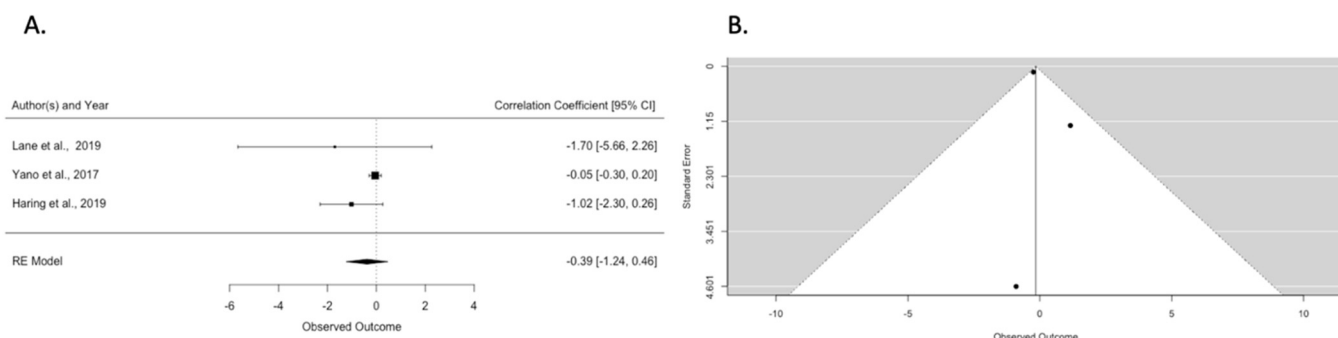 A.
Author(s) and Year Correlation Coefficient [95% CI]
Lane et al., 2019 -1.70 [-5.66, 2.26]
Yano et al., 2017 -0.05 [-0.30, 0.20]
Haring et al., 2019 -1.02 [-2.30, 0.26]
RE Model -0.39 [-1.24, 0.46]
-6 -4 -2 0 2 4
Observed Outcome
B.
Standard Error
0
1.15
2.301
3.451
4.601
-10 -5 0 5 10
Observed Outcome